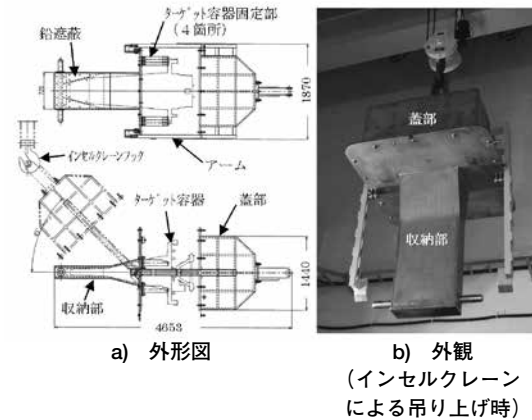 ターゲット容器固定部
(4箇所)
鉛遮蔽
1870
インセルクレーンフック
アーム
ターゲット容器
蓋部
1440
収納部
4653
a) 外形図
蓋部
収納部
b) 外観
(インセルクレーン
による吊り上げ時)